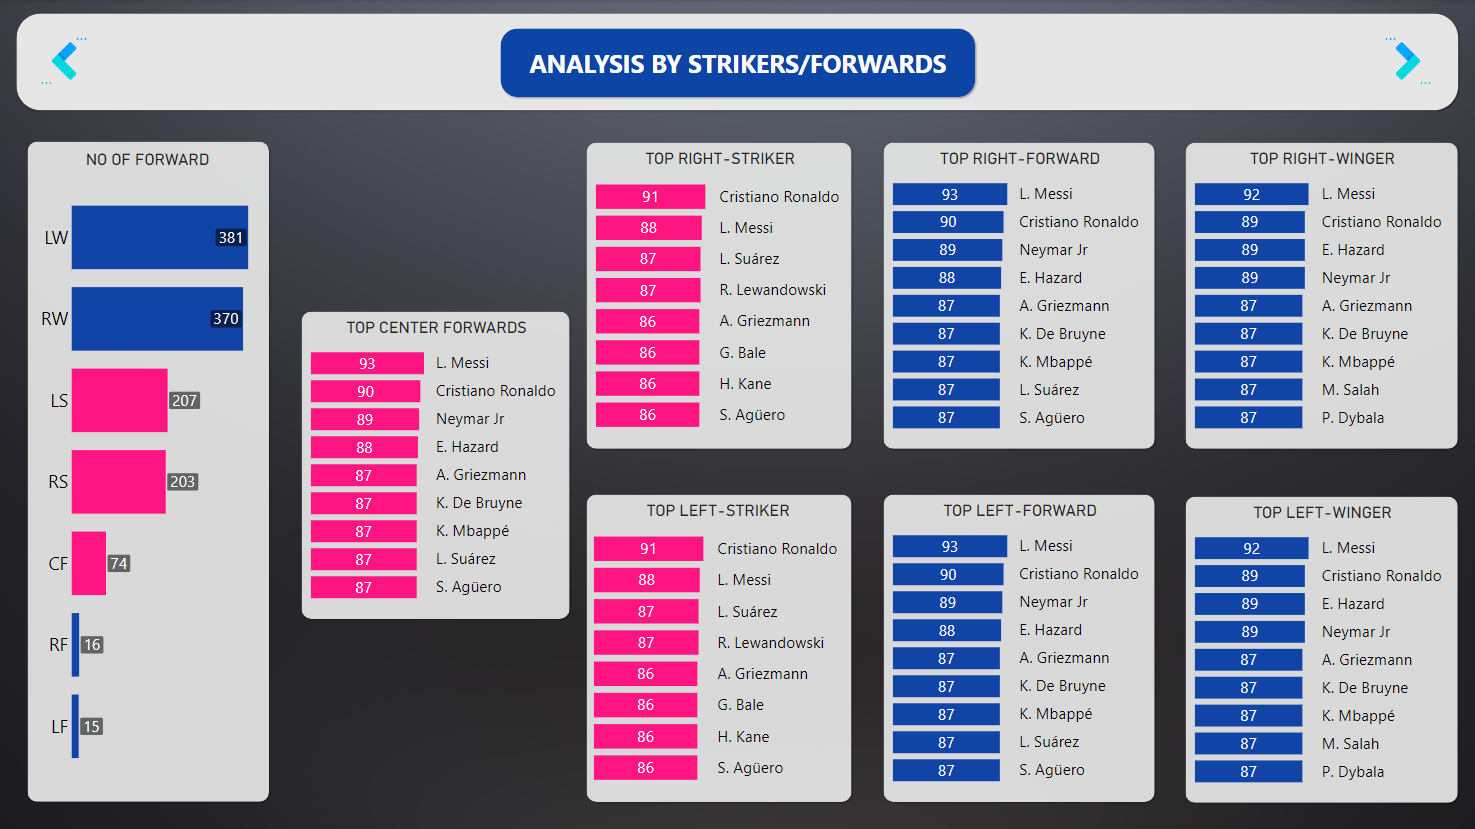 ANALYSIS BY STRIKERS/FORWARDS
NO OF FORWARD
LW 381
RW 370
LS 207
RS 203
CF 74
RF 16
LF 15
TOP CENTER FORWARDS
93 L. Messi
90 Cristiano Ronaldo
89 Neymar Jr
88 E. Hazard
87 A. Griezmann
87 K. De Bruyne
87 K. Mbappé
87 L. Suárez
87 S. Agüero
TOP RIGHT-STRIKER
91 Cristiano Ronaldo
88 L. Messi
87 L. Suárez
87 R. Lewandowski
86 A. Griezmann
86 G. Bale
86 H. Kane
86 S. Agüero
TOP RIGHT-FORWARD
93 L. Messi
90 Cristiano Ronaldo
89 Neymar Jr
88 E. Hazard
87 A. Griezmann
87 K. De Bruyne
87 K. Mbappé
87 L. Suárez
87 S. Agüero
TOP RIGHT-WINGER
92 L. Messi
89 Cristiano Ronaldo
89 E. Hazard
89 Neymar Jr
87 A. Griezmann
87 K. De Bruyne
87 K. Mbappé
87 M. Salah
87 P. Dybala
TOP LEFT-STRIKER
91 Cristiano Ronaldo
88 L. Messi
87 L. Suárez
87 R. Lewandowski
86 A. Griezmann
86 G. Bale
86 H. Kane
86 S. Agüero
TOP LEFT-FORWARD
93 L. Messi
90 Cristiano Ronaldo
89 Neymar Jr
88 E. Hazard
87 A. Griezmann
87 K. De Bruyne
87 K. Mbappé
87 L. Suárez
87 S. Agüero
TOP LEFT-WINGER
92 L. Messi
89 Cristiano Ronaldo
89 E. Hazard
89 Neymar Jr
87 A. Griezmann
87 K. De Bruyne
87 K. Mbappé
87 M. Salah
87 P. Dybala